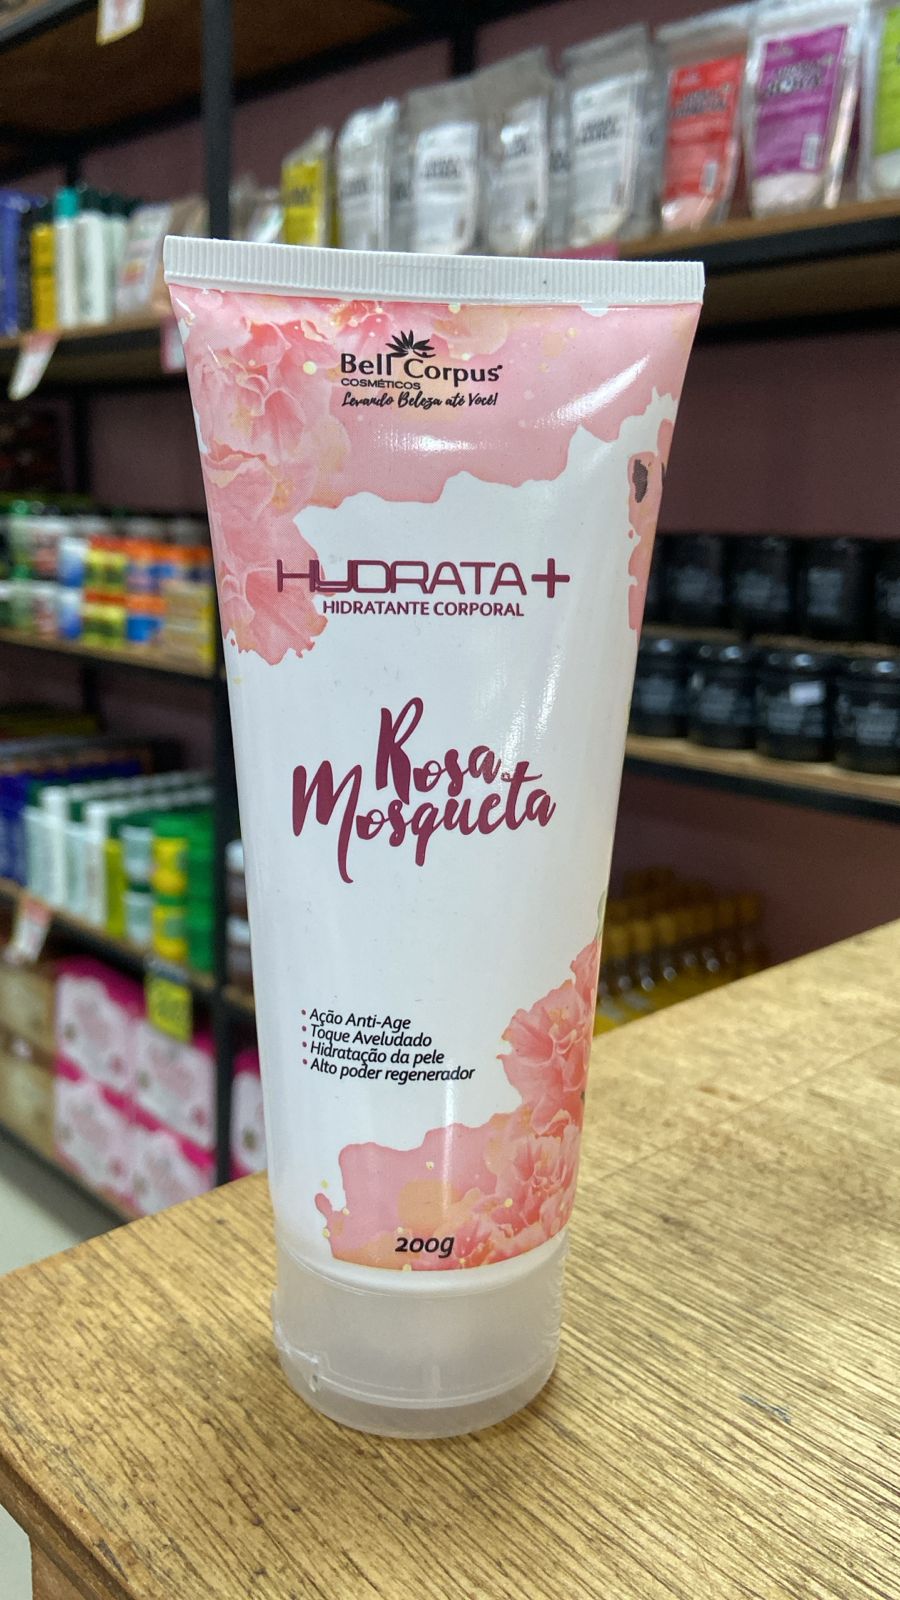 Bell Corpus®
COSMÉTICOS
Levando Beleza até Você!
HYDRATA+
HIDRATANTE CORPORAL
Rosa
Mosqueta
• Ação Anti-Age
• Toque Aveludado
• Hidratação da pele
• Alto poder regenerador
200g